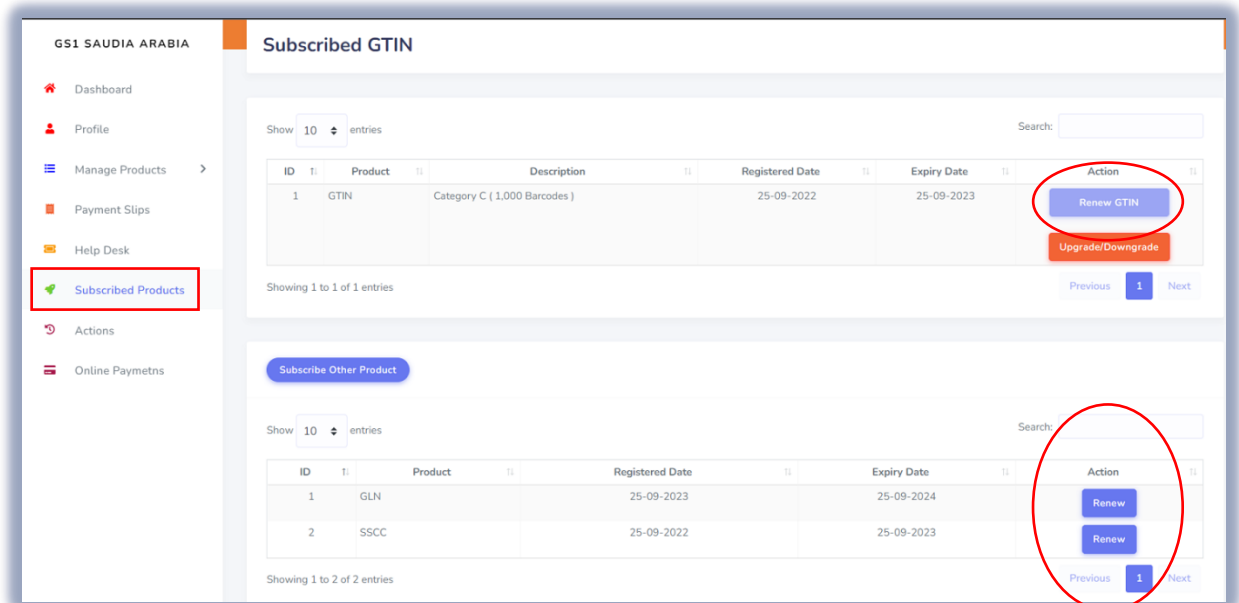 GS1 SAUDIA ARABIA
Dashboard
Profile
Manage Products
Payment Slips
Help Desk
Subscribed Products
Actions
Online Paymetns
Subscribed GTIN
Show 10 entries
Search:
ID Product Description Registered Date Expiry Date Action
1 GTIN Category C ( 1,000 Barcodes ) 25-09-2022 25-09-2023 Renew GTIN
Upgrade/Downgrade
Showing 1 to 1 of 1 entries
Previous 1 Next
Subscribe Other Product
Show 10 entries
Search:
ID Product Registered Date Expiry Date Action
1 GLN 25-09-2023 25-09-2024 Renew
2 SSCC 25-09-2022 25-09-2023 Renew
Showing 1 to 2 of 2 entries
Previous 1 Next